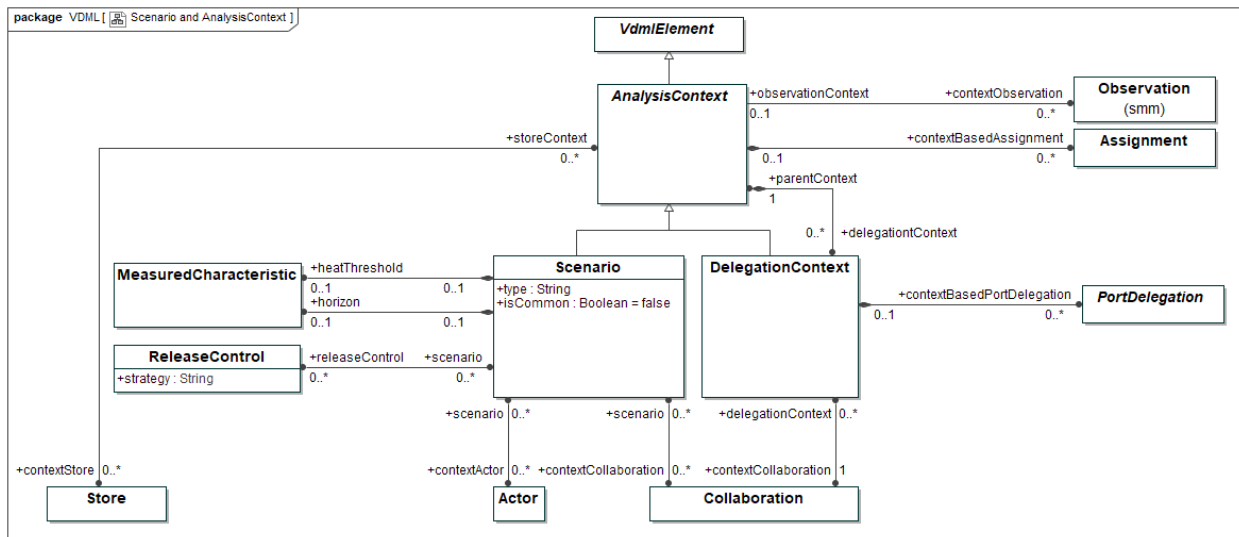 package VDML [ Scenario and AnalysisContext ]
VdmlElement
AnalysisContext
+observationContext
0..1
+contextObservation
0..*
Observation
(smm)
+storeContext
0..*
0..1
+contextBasedAssignment
0..*
Assignment
+parentContext
1
0..*
+delegationtContext
MeasuredCharacteristic
+heatThreshold
0..1
0..1
+horizon
0..1
0..1
Scenario
+type : String
+isCommon : Boolean = false
DelegationContext
0..1
+contextBasedPortDelegation
0..*
PortDelegation
ReleaseControl
+strategy : String
+releaseControl
0..*
+scenario
0..*
+scenario 0..*
+scenario 0..*
+delegationContext 0..*
+contextStore 0..*
+contextActor 0..*
+contextCollaboration 0..*
+contextCollaboration 1
Store
Actor
Collaboration